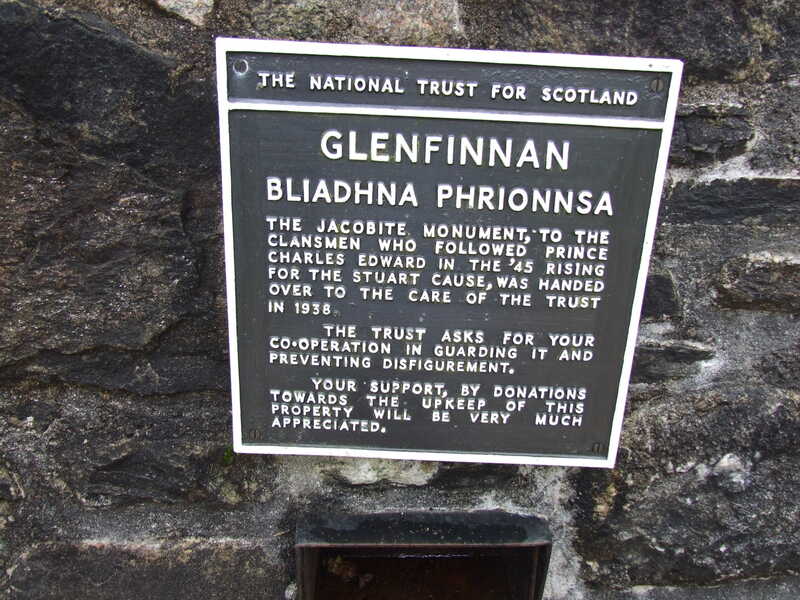 THE NATIONAL TRUST FOR SCOTLAND
GLENFINNAN
BLIADHNA PHRIONNSA
THE JACOBITE MONUMENT, TO THE
CLANSMEN WHO FOLLOWED PRINCE
CHARLES EDWARD IN THE '45 RISING
FOR THE STUART CAUSE, WAS HANDED
OVER TO THE CARE OF THE TRUST
IN 1938.
THE TRUST ASKS FOR YOUR
CO-OPERATION IN GUARDING IT AND
PREVENTING DISFIGUREMENT.
YOUR SUPPORT, BY DONATIONS
TOWARDS THE UPKEEP OF THIS
PROPERTY WILL BE VERY MUCH
APPRECIATED.